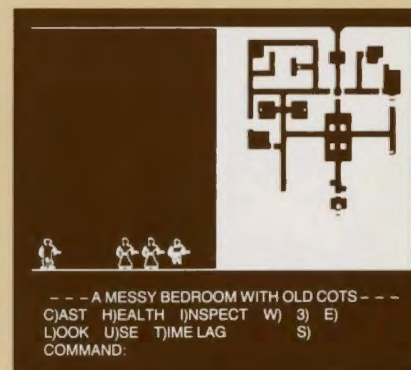 - - - A MESSY BEDROOM WITH OLD COTS - - -
C)AST H)EALTH I)NSPECT W) 3) E)
L)OOK U)SE T)IME LAG S)
COMMAND: